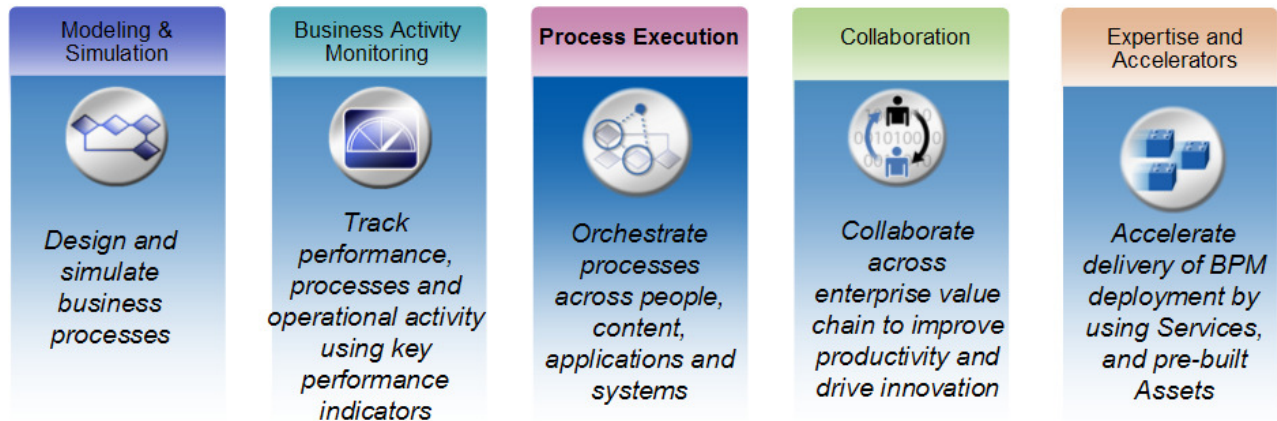 Modeling &
Simulation
Design and
simulate
business
processes
Business Activity
Monitoring
Track
performance,
processes and
operational activity
using key
performance
indicators
Process Execution
Orchestrate
processes
across people,
content,
applications and
systems
Collaboration
001010010
Collaborate
across
enterprise value
chain to improve
productivity and
drive innovation
Expertise and
Accelerators
Accelerate
delivery of BPM
deployment by
using Services,
and pre-built
Assets